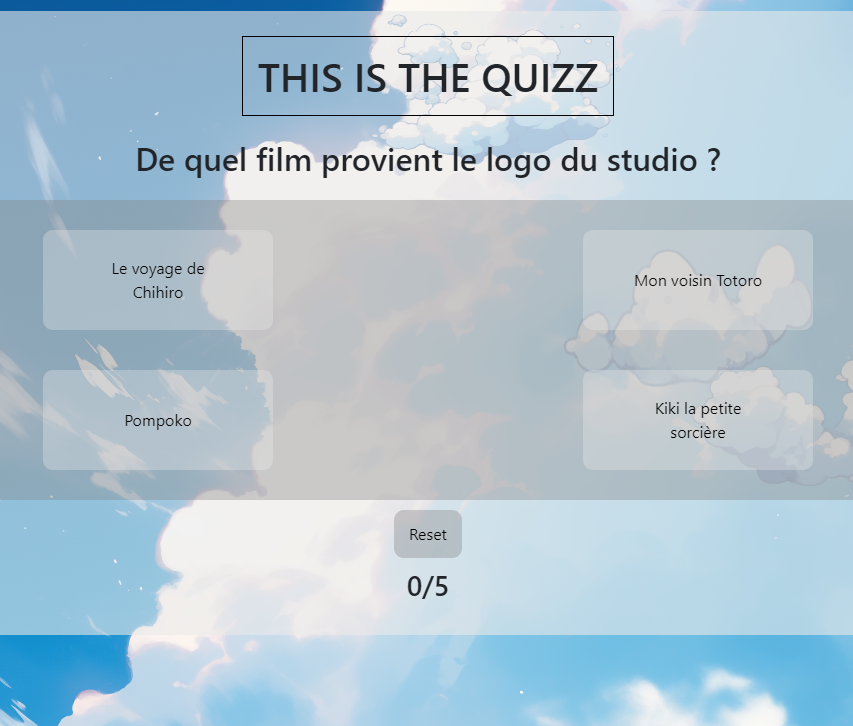 THIS IS THE QUIZZ
De quel film provient le logo du studio ?
Le voyage de
Chihiro
Mon voisin Totoro
Pompoko
Kiki la petite
sorcière
Reset
0/5